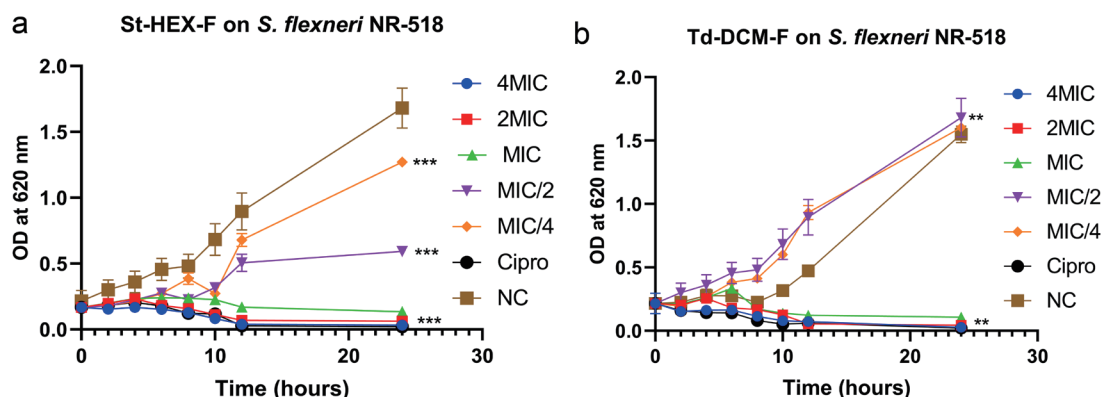 a
St-HEX-F on S. flexneri NR-518
OD at 620 nm
2.0
1.5
1.0
0.5
0.0
0
10
20
30
Time (hours)
***
***
***
4MIC
2MIC
MIC
MIC/2
MIC/4
Cipro
NC
b
Td-DCM-F on S. flexneri NR-518
OD at 620 nm
2.0
1.5
1.0
0.5
0.0
0
10
20
30
Time (hours)
**
**
4MIC
2MIC
MIC
MIC/2
MIC/4
Cipro
NC